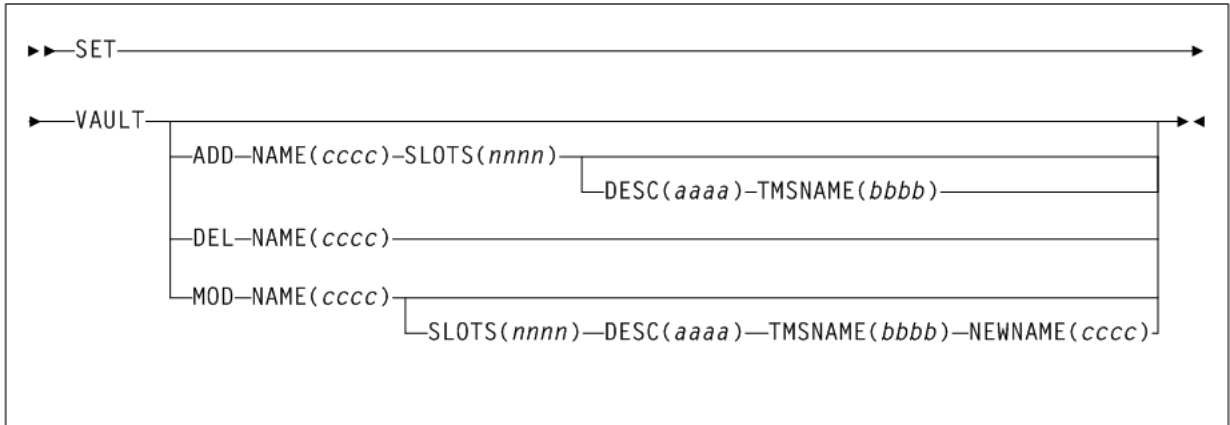 SET
VAULT
ADD NAME(cccc) SLOTS(nnnn)
DESC(aaaa) TMSNAME(bbbb)
DEL NAME(cccc)
MOD NAME(cccc)
SLOTS(nnnn) DESC(aaaa) TMSNAME(bbbb) NEWNAME(cccc)